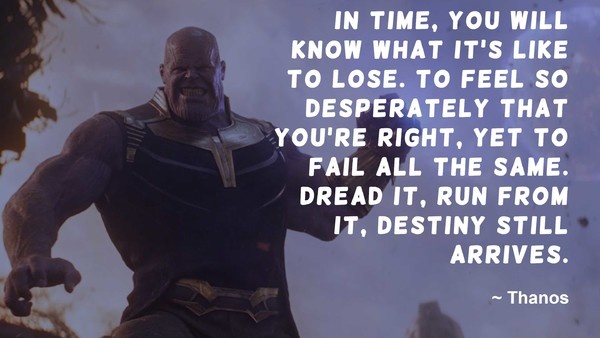 IN TIME, YOU WILL
KNOW WHAT IT'S LIKE
TO LOSE. TO FEEL SO
DESPERATELY THAT
YOU'RE RIGHT, YET TO
FAIL ALL THE SAME.
DREAD IT, RUN FROM
IT, DESTINY STILL
ARRIVES.
~ Thanos